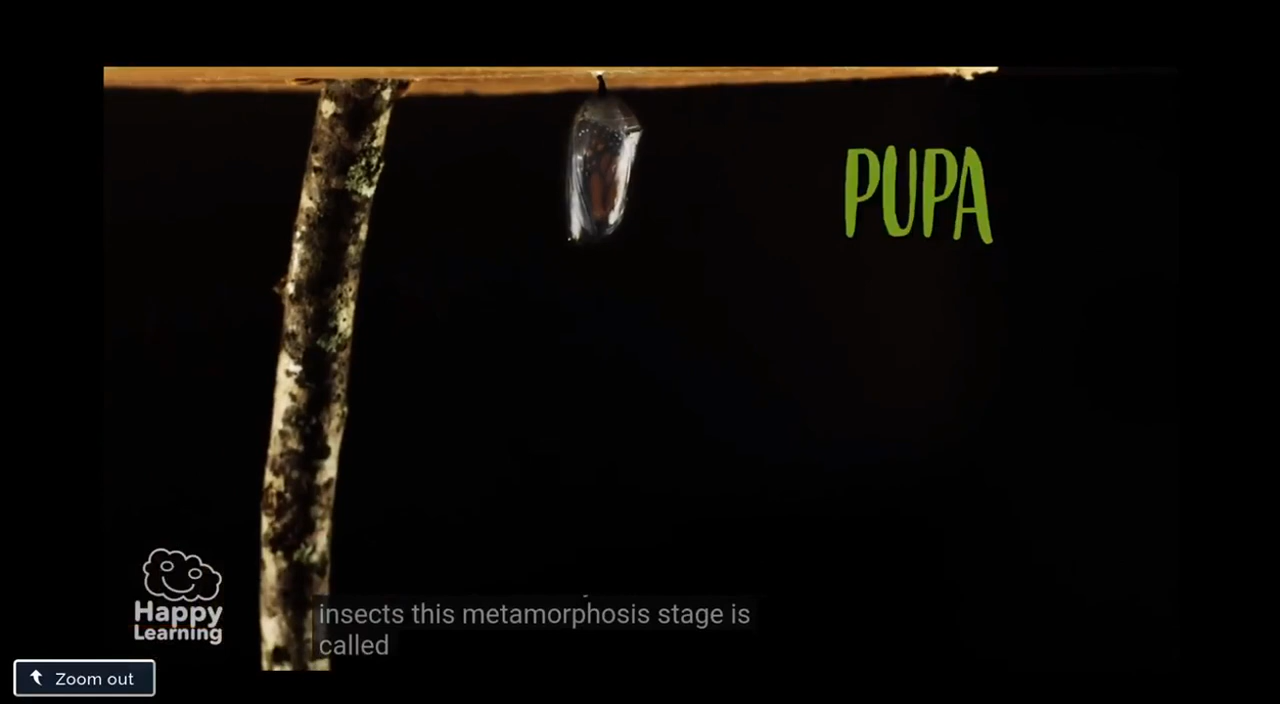 PUPA
Happy
Learning
insects this metamorphosis stage is
called
Zoom out